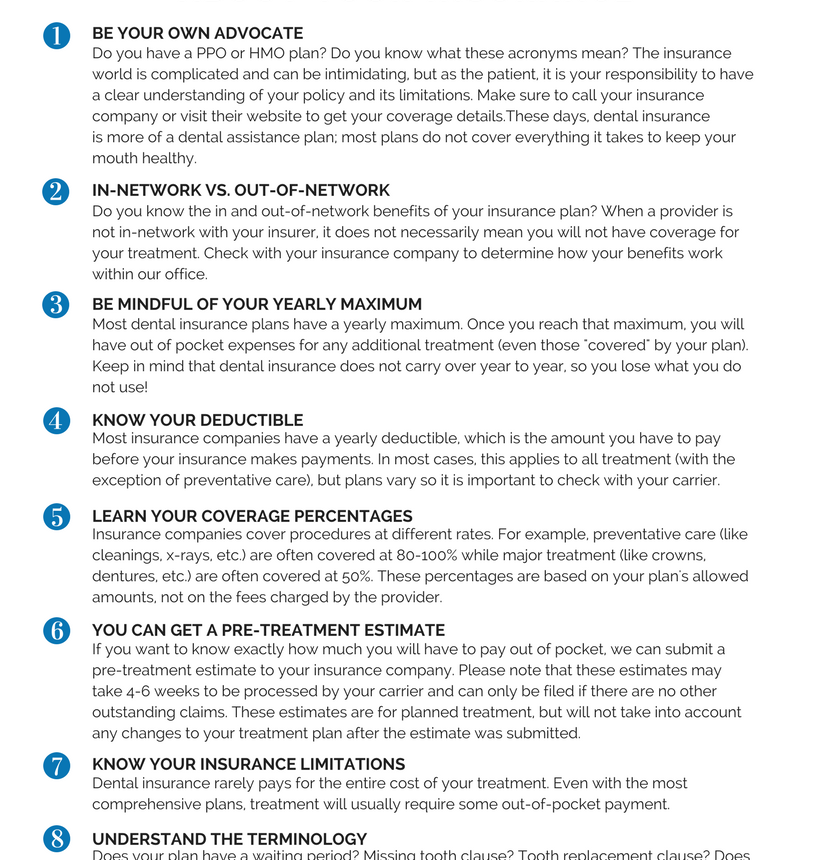 1 BE YOUR OWN ADVOCATE
Do you have a PPO or HMO plan? Do you know what these acronyms mean? The insurance
world is complicated and can be intimidating, but as the patient, it is your responsibility to have
a clear understanding of your policy and its limitations. Make sure to call your insurance
company or visit their website to get your coverage details.These days, dental insurance
is more of a dental assistance plan; most plans do not cover everything it takes to keep your
mouth healthy.
2 IN-NETWORK VS. OUT-OF-NETWORK
Do you know the in and out-of-network benefits of your insurance plan? When a provider is
not in-network with your insurer, it does not necessarily mean you will not have coverage for
your treatment. Check with your insurance company to determine how your benefits work
within our office.
3 BE MINDFUL OF YOUR YEARLY MAXIMUM
Most dental insurance plans have a yearly maximum. Once you reach that maximum, you will
have out of pocket expenses for any additional treatment (even those "covered" by your plan).
Keep in mind that dental insurance does not carry over year to year, so you lose what you do
not use!
4 KNOW YOUR DEDUCTIBLE
Most insurance companies have a yearly deductible, which is the amount you have to pay
before your insurance makes payments. In most cases, this applies to all treatment (with the
exception of preventative care), but plans vary so it is important to check with your carrier.
5 LEARN YOUR COVERAGE PERCENTAGES
Insurance companies cover procedures at different rates. For example, preventative care (like
cleanings, x-rays, etc.) are often covered at 80-100% while major treatment (like crowns,
dentures, etc.) are often covered at 50%. These percentages are based on your plan's allowed
amounts, not on the fees charged by the provider.
6 YOU CAN GET A PRE-TREATMENT ESTIMATE
If you want to know exactly how much you will have to pay out of pocket, we can submit a
pre-treatment estimate to your insurance company. Please note that these estimates may
take 4-6 weeks to be processed by your carrier and can only be filed if there are no other
outstanding claims. These estimates are for planned treatment, but will not take into account
any changes to your treatment plan after the estimate was submitted.
7 KNOW YOUR INSURANCE LIMITATIONS
Dental insurance rarely pays for the entire cost of your treatment. Even with the most
comprehensive plans, treatment will usually require some out-of-pocket payment.
8 UNDERSTAND THE TERMINOLOGY
Does your plan have a waiting period? Missing tooth clause? Tooth replacement clause? Does